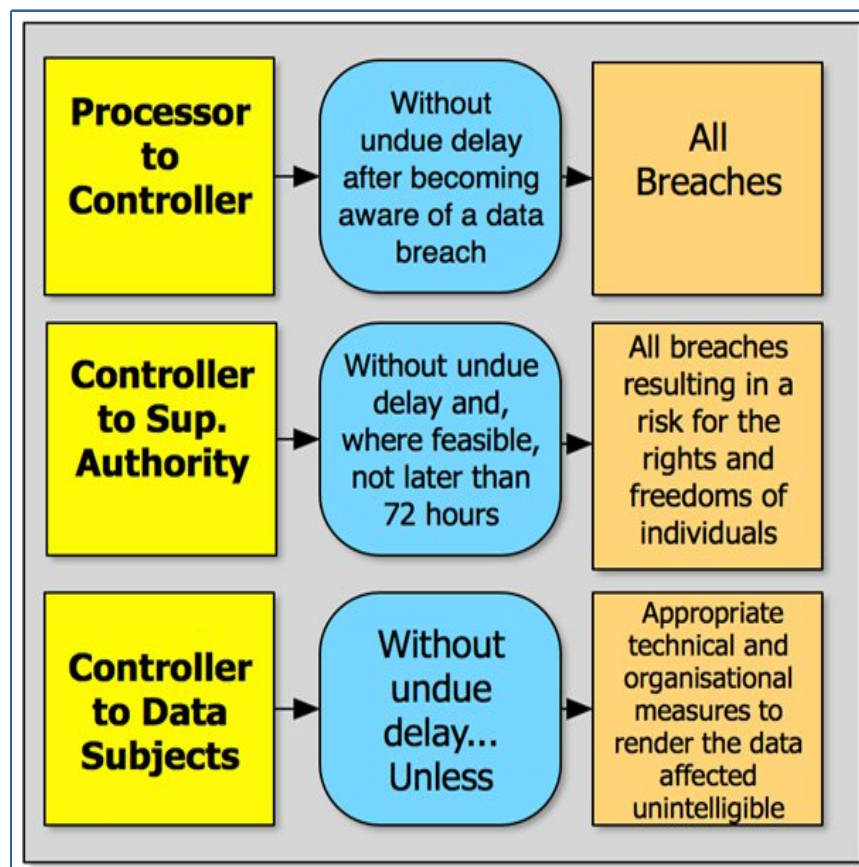 Processor
to
Controller
Without
undue delay
after becoming
aware of a data
breach
All
Breaches
Controller
to Sup.
Authority
Without undue
delay and,
where feasible,
not later than
72 hours
All breaches
resulting in a
risk for the
rights and
freedoms of
individuals
Controller
to Data
Subjects
Without
undue
delay...
Unless
Appropriate
technical and
organisational
measures to
render the data
affected
unintelligible